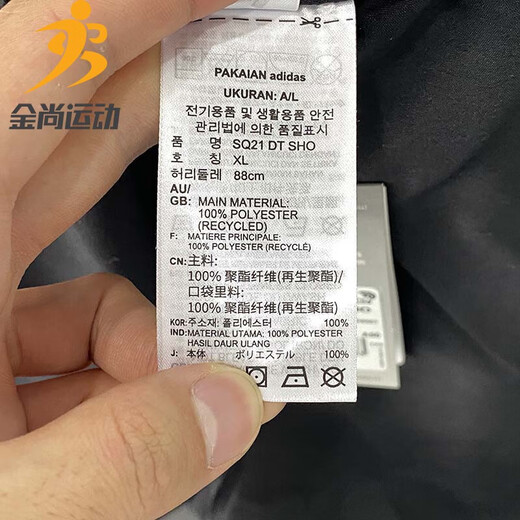 金尚运动
PAKAIAN adidas
UKURAN: A/L
전기용품 및 생활용품 안전
관리법에 의한 품질표시
품 명 SQ21 DT SHO
호 칭 XL
허리둘레 88cm
AU/
GB: MAIN MATERIAL:
100% POLYESTER
(RECYCLED)
F: MATIERE PRINCIPALE:
100% POLYESTER (RECYCLÉ)
CN: 主料:
100% 聚酯纤维(再生聚酯)/
口袋里料:
100% 聚酯纤维(再生聚酯)
KOR: 주소재: 폴리에스터 100%
IND: MATERIAL UTAMA: 100% POLYESTER
HASIL DAUR ULANG
J: 本体 ポリエステル 100%